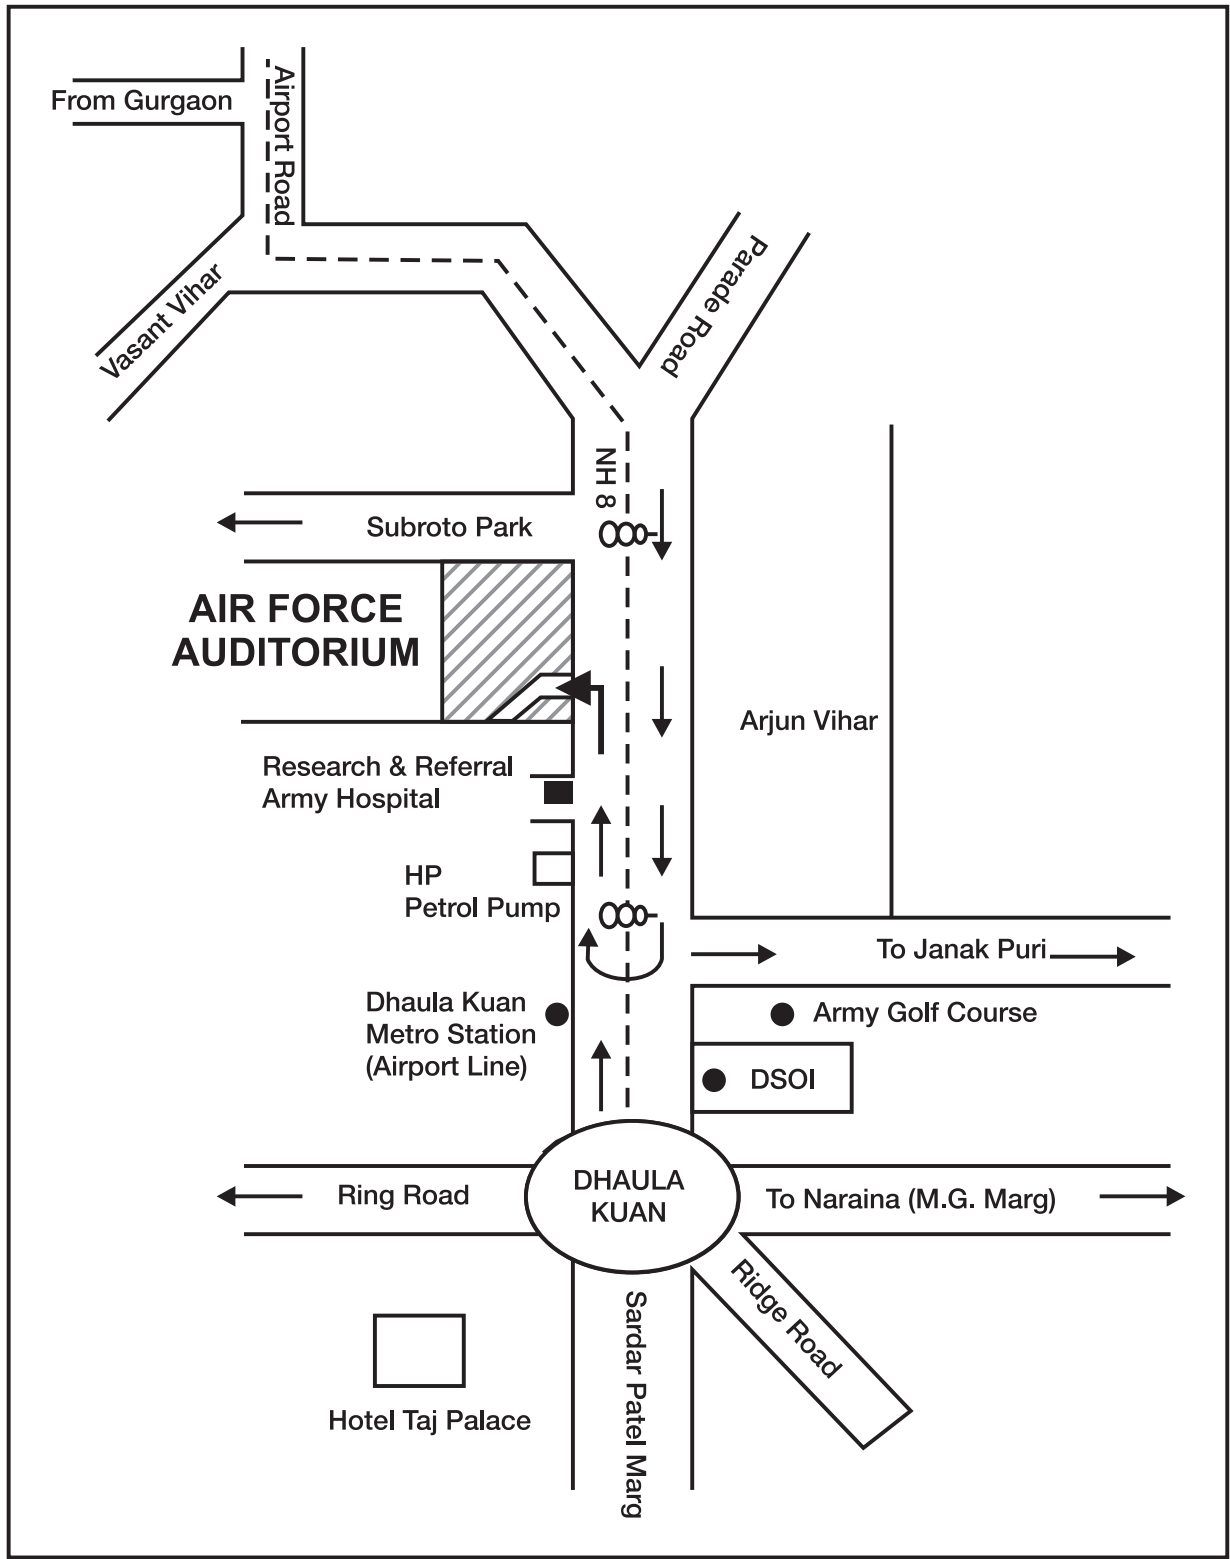 From Gurgaon
Airport Road
Vasant Vihar
Parade Road
NH 8
Subroto Park
AIR FORCE
AUDITORIUM
Arjun Vihar
Research & Referral
Army Hospital
HP
Petrol Pump
To Janak Puri
Dhaula Kuan
Metro Station
(Airport Line)
Army Golf Course
DSOI
DHAULA
KUAN
Ring Road
To Naraina (M.G. Marg)
Ridge Road
Sardar Patel Marg
Hotel Taj Palace